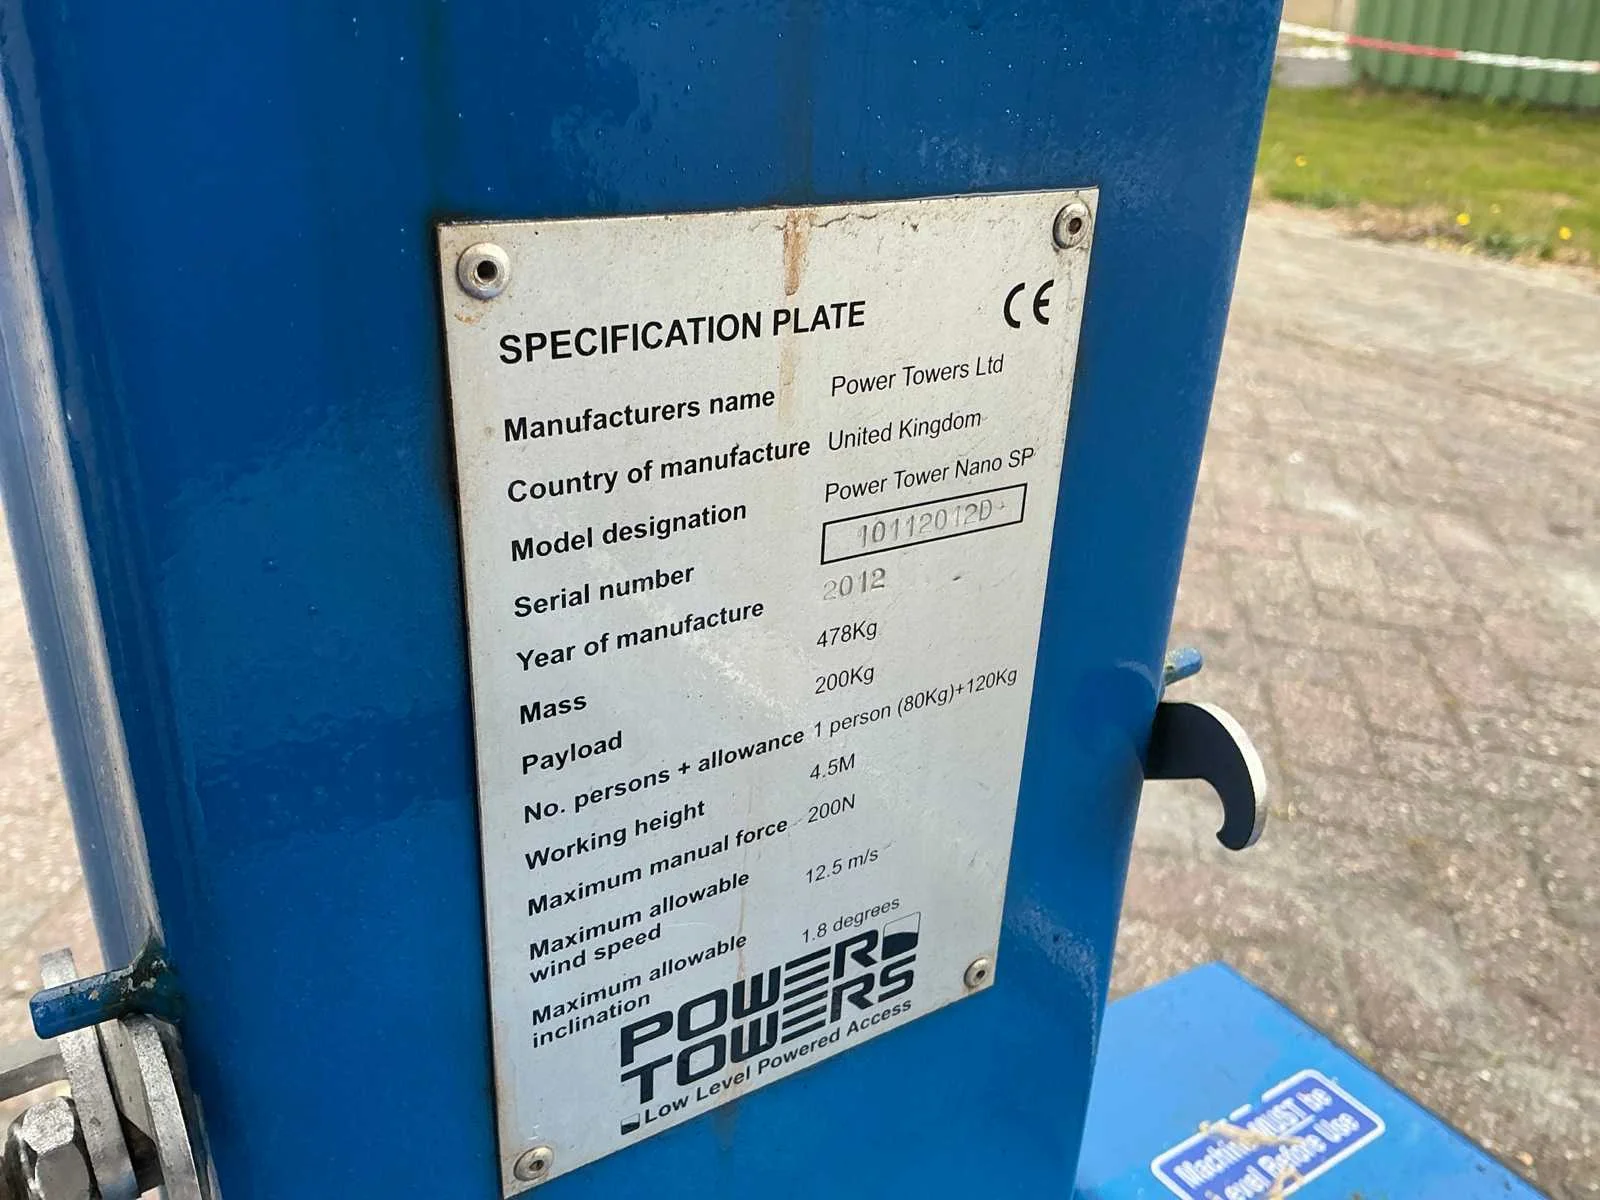 SPECIFICATION PLATE
CE
Manufacturers name Power Towers Ltd
Country of manufacture United Kingdom
Model designation Power Tower Nano SP
Serial number 10112012D
Year of manufacture 2012
Mass 478Kg
Payload 200Kg
No. persons + allowance 1 person (80Kg)+120Kg
Working height 4.5M
Maximum manual force 200N
Maximum allowable 12.5 m/s
wind speed
Maximum allowable 1.8 degrees
inclination
POWER
TOWERS
Low Level Powered Access
Machine MUST be
Level Before Use